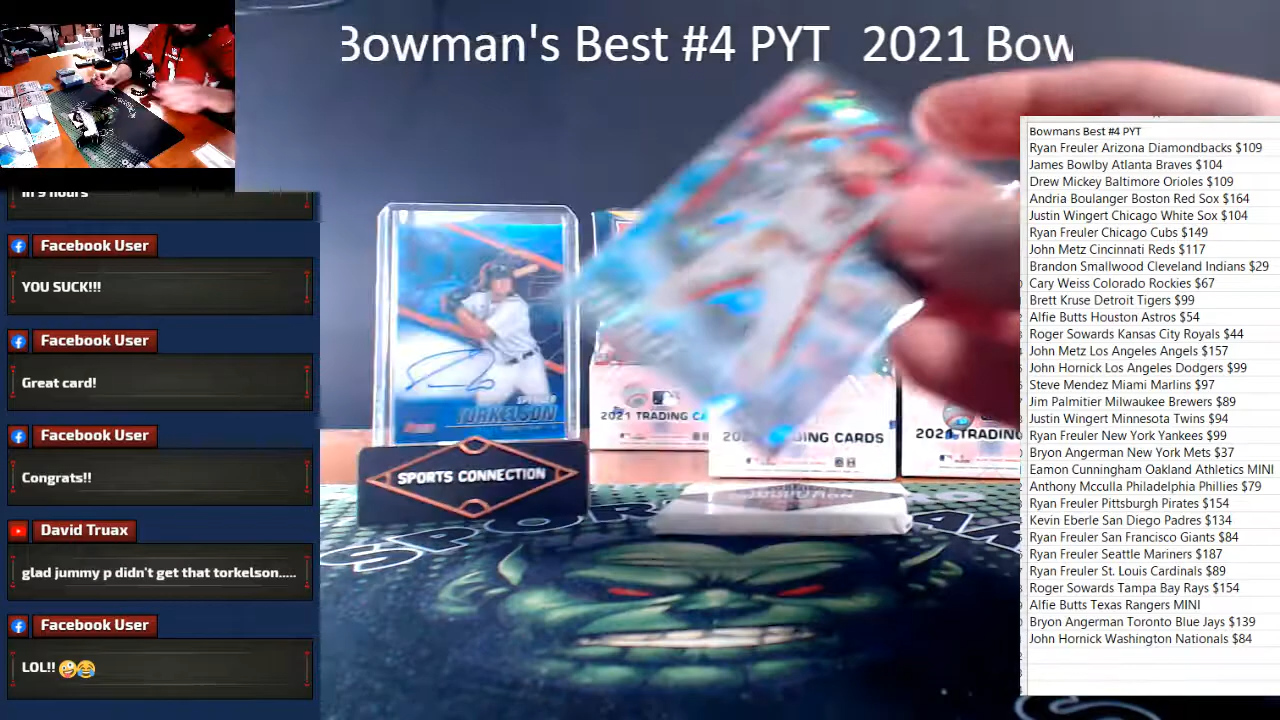 Bowman's Best #4 PYT 2021 Bow
in 9 hours
Facebook User
YOU SUCK!!!
Facebook User
Great card!
Facebook User
Congrats!!
David Truax
glad jummy p didn't get that torkelson.....
Facebook User
LOL!! 🤪😂
SPENCER
TORKELSON
SPORTS CONNECTION
2021 TRADING CA
TRADING CARDS
2021 TRADING
Bowmans Best #4 PYT
Ryan Freuler Arizona Diamondbacks $109
James Bowlby Atlanta Braves $104
Drew Mickey Baltimore Orioles $109
Andria Boulanger Boston Red Sox $164
Justin Wingert Chicago White Sox $104
Ryan Freuler Chicago Cubs $149
John Metz Cincinnati Reds $117
Brandon Smallwood Cleveland Indians $29
Cary Weiss Colorado Rockies $67
Brett Kruse Detroit Tigers $99
Alfie Butts Houston Astros $54
Roger Sowards Kansas City Royals $44
John Metz Los Angeles Angels $157
John Hornick Los Angeles Dodgers $99
Steve Mendez Miami Marlins $97
Jim Palmitier Milwaukee Brewers $89
Justin Wingert Minnesota Twins $94
Ryan Freuler New York Yankees $99
Bryon Angerman New York Mets $37
Eamon Cunningham Oakland Athletics MINI
Anthony Mcculla Philadelphia Phillies $79
Ryan Freuler Pittsburgh Pirates $154
Kevin Eberle San Diego Padres $134
Ryan Freuler San Francisco Giants $84
Ryan Freuler Seattle Mariners $187
Ryan Freuler St. Louis Cardinals $89
Roger Sowards Tampa Bay Rays $154
Alfie Butts Texas Rangers MINI
Bryon Angerman Toronto Blue Jays $139
John Hornick Washington Nationals $84